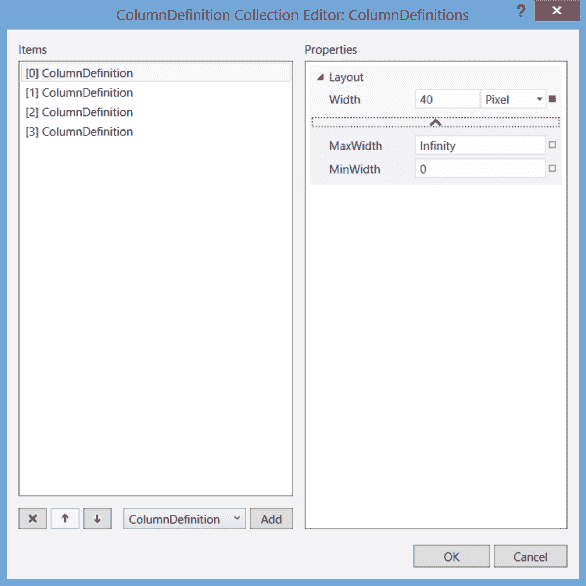 ColumnDefinition Collection Editor: ColumnDefinitions
?
Items
[0] ColumnDefinition
[1] ColumnDefinition
[2] ColumnDefinition
[3] ColumnDefinition
ColumnDefinition
Add
Properties
Layout
Width 40 Pixel
MaxWidth Infinity
MinWidth 0
OK Cancel